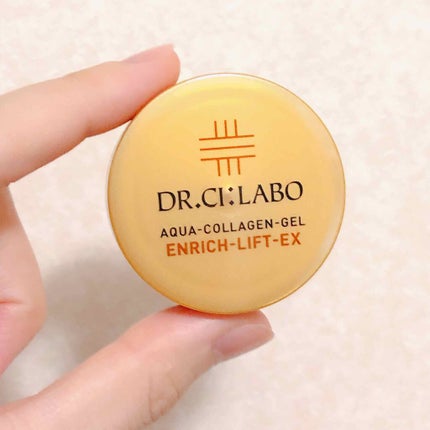 DR.CI:LABO
AQUA-COLLAGEN-GEL
ENRICH-LIFT-EX